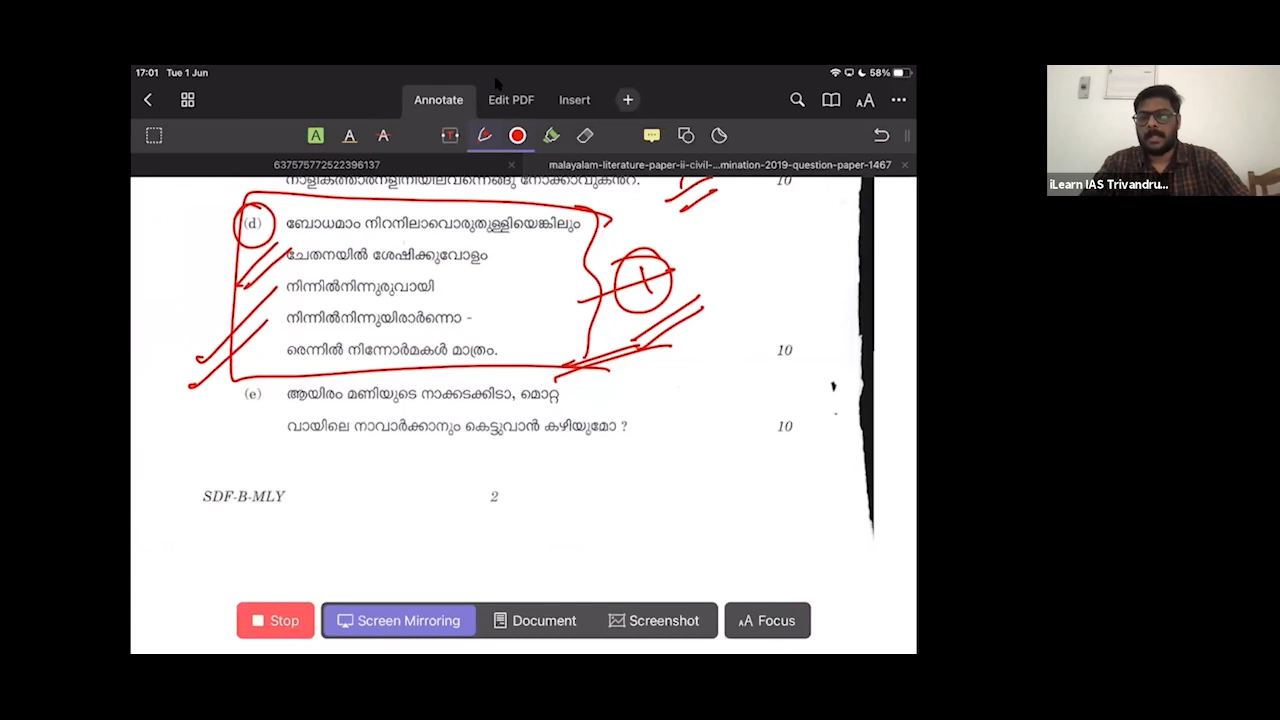 17:01 Tue 1 Jun
58%
Annotate Edit PDF Insert
637575772522396137
malayalam-literature-paper-ii-civil-...mination-2019-question-paper-1467
10
(d) ബോധമാം നിറനിലാവൊരുതുള്ളിയെങ്കിലും
ചേതനയിൽ ശേഷിക്കുവോളം
നിന്നിൽനിന്നുരുവായി
നിന്നിൽനിന്നുയിരാർന്നൊ -
രെന്നിൽ നിന്നോർമകൾ മാത്രം. 10
(e) ആയിരം മണിയുടെ നാക്കടക്കിടാ, മൊറ്റ
വായിലെ നാവാർക്കാനും കെട്ടുവാൻ കഴിയുമോ ? 10
SDF-B-MLY 2
Stop Screen Mirroring Document Screenshot AA Focus
iLearn IAS Trivandru...